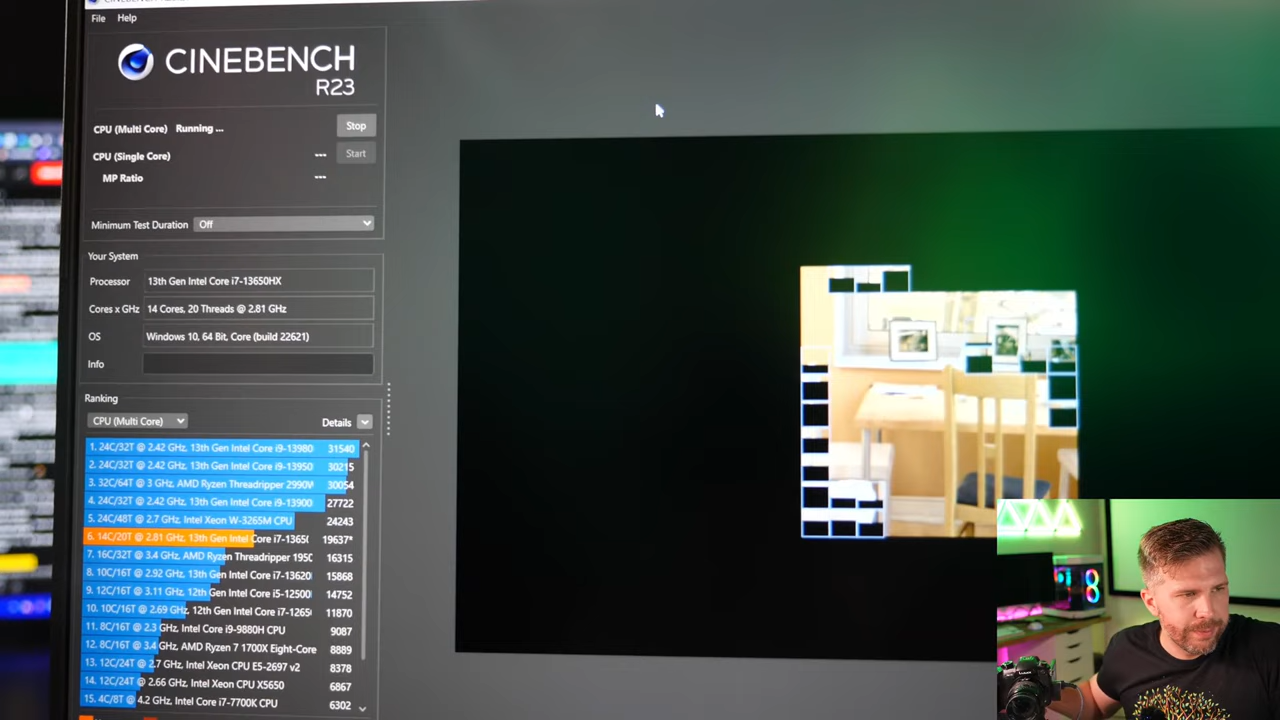 CINEBENCH
File Help
CINEBENCH
R23
CPU (Multi Core) Running ... Stop
CPU (Single Core) --- Start
MP Ratio ---
Minimum Test Duration Off
Your System
Processor 13th Gen Intel Core i7-13650HX
Cores x GHz 14 Cores, 20 Threads @ 2.81 GHz
OS Windows 10, 64 Bit, Core (build 22621)
Info
Ranking
CPU (Multi Core) Details
1. 24C/32T @ 2.42 GHz, 13th Gen Intel Core i9-13980 31540
2. 24C/32T @ 2.42 GHz, 13th Gen Intel Core i9-13950 30215
3. 32C/64T @ 3 GHz, AMD Ryzen Threadripper 2990W 30054
4. 24C/32T @ 2.42 GHz, 13th Gen Intel Core i9-13900 27722
5. 24C/48T @ 2.7 GHz, Intel Xeon W-3265M CPU 24243
6. 14C/20T @ 2.81 GHz, 13th Gen Intel Core i7-1365( 19637*
7. 16C/32T @ 3.4 GHz, AMD Ryzen Threadripper 195( 16315
8. 10C/16T @ 2.92 GHz, 13th Gen Intel Core i7-13620 15868
9. 12C/16T @ 3.11 GHz, 12th Gen Intel Core i5-12500 14752
10. 10C/16T @ 2.69 GHz, 12th Gen Intel Core i7-1265( 11870
11. 8C/16T @ 2.3 GHz, Intel Core i9-9880H CPU 9087
12. 8C/16T @ 3.4 GHz, AMD Ryzen 7 1700X Eight-Core 8889
13. 12C/24T @ 2.7 GHz, Intel Xeon CPU E5-2697 v2 8378
14. 12C/24T @ 2.66 GHz, Intel Xeon CPU X5650 6867
15. 4C/8T @ 4.2 GHz, Intel Core i7-7700K CPU 6302